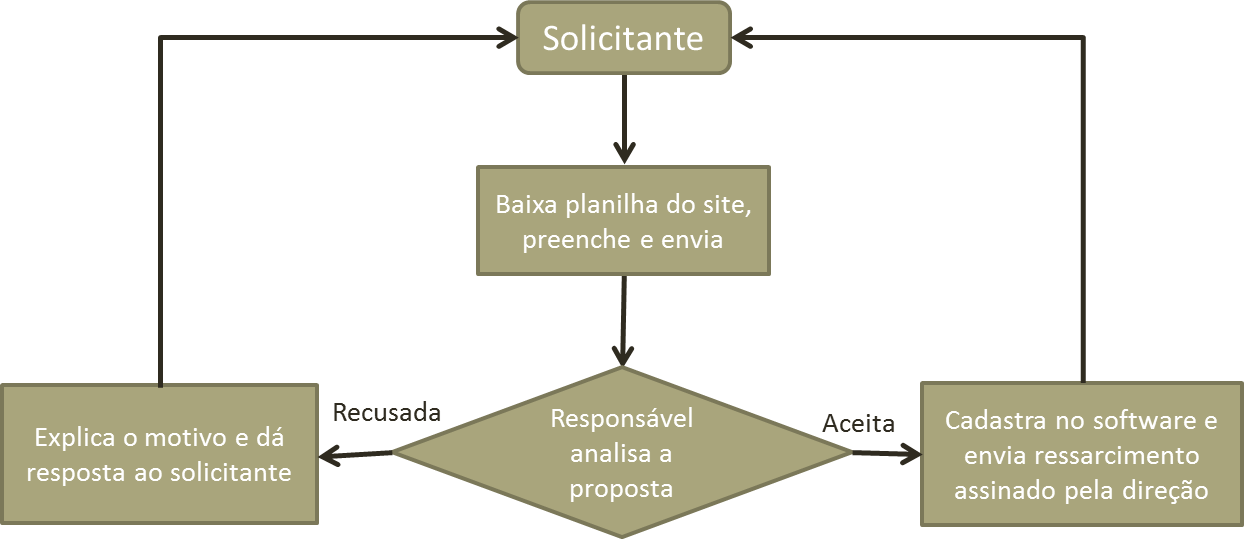 Solicitante
Baixa planilha do site,
preenche e envia
Recusada
Responsável
analisa a
proposta
Aceita
Explica o motivo e dá
resposta ao solicitante
Cadastra no software e
envia ressarcimento
assinado pela direção